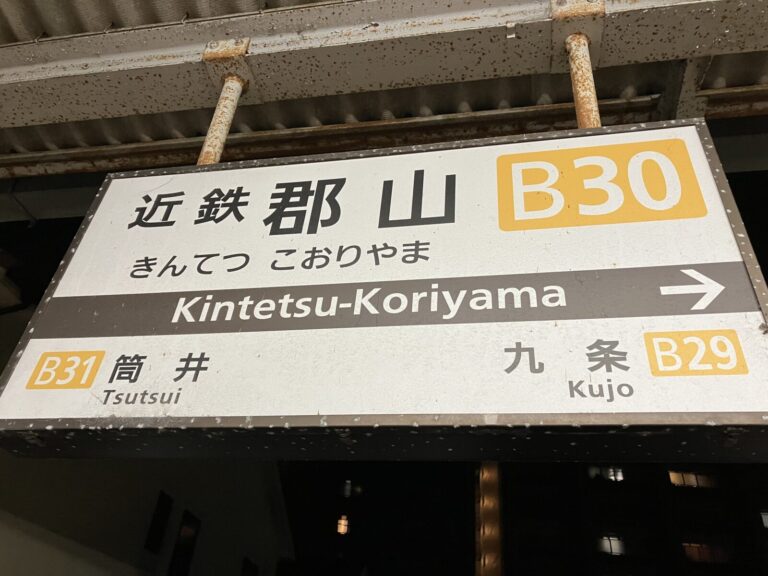 近鉄 郡山 B30
きんてつ こおりやま
Kintetsu-Koriyama →
B31 筒井 九条 B29
Tsutsui Kujo